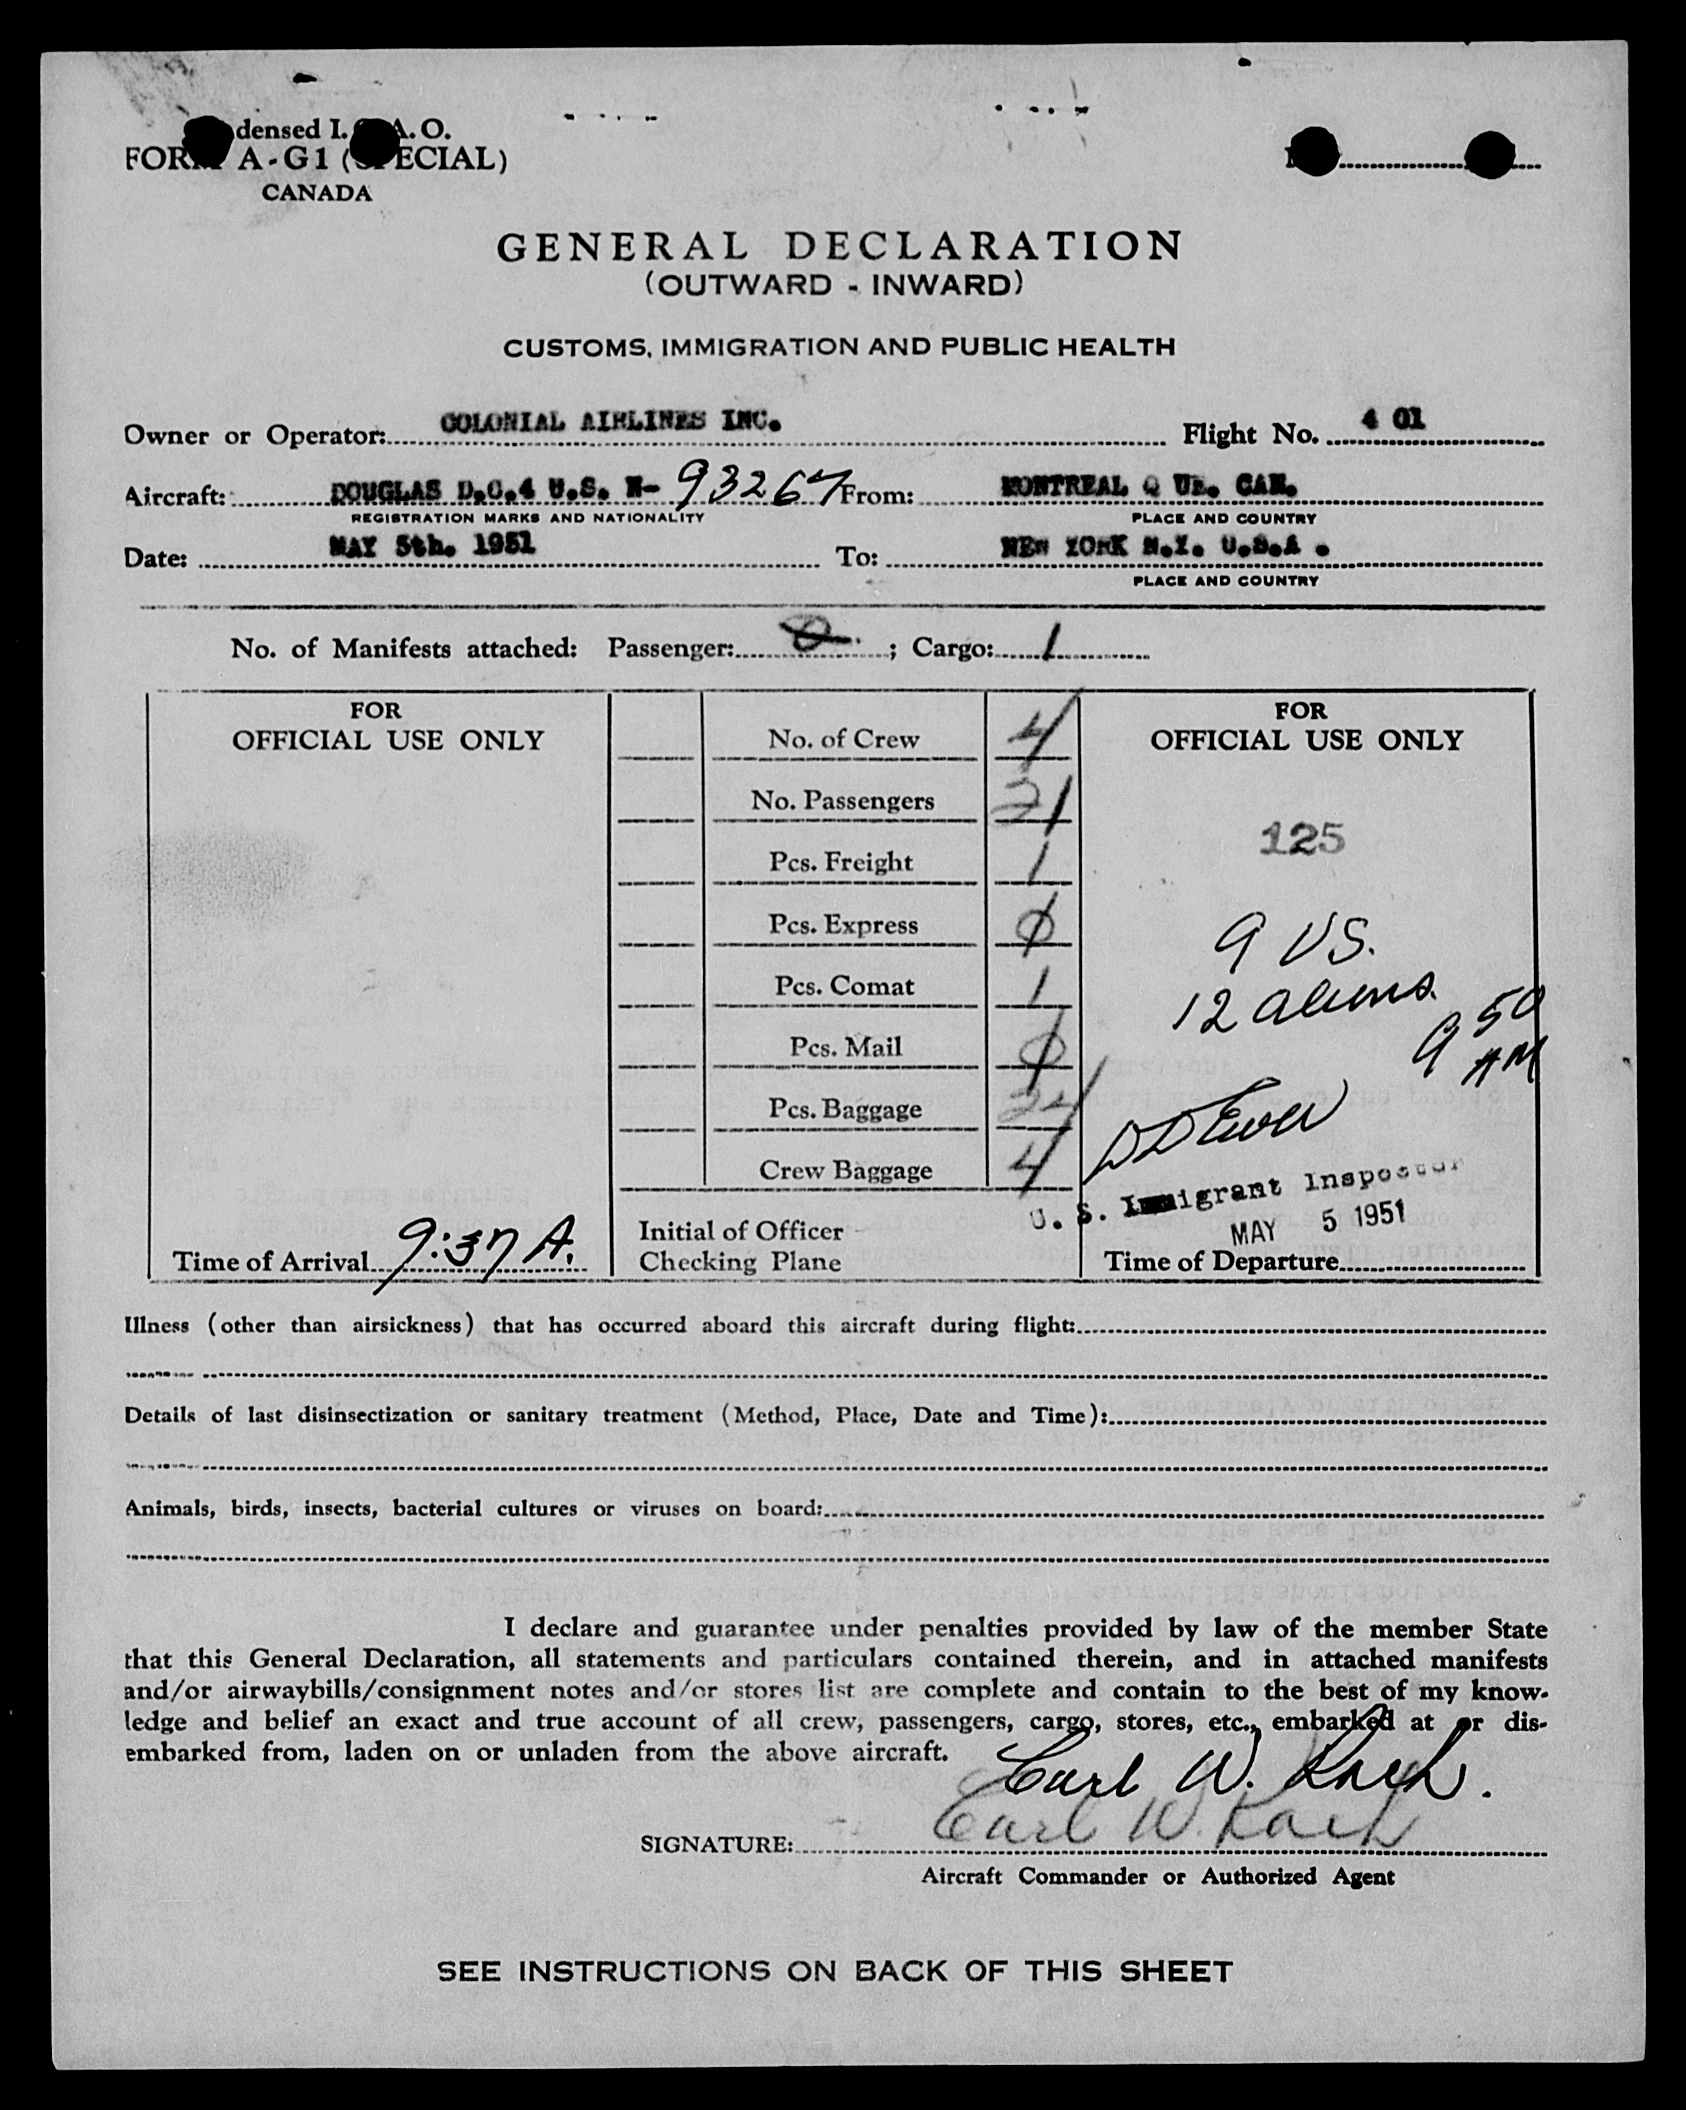 densed I. A. O.
FORM A-G1 (SPECIAL)
CANADA
GENERAL DECLARATION
(OUTWARD - INWARD)
CUSTOMS, IMMIGRATION AND PUBLIC HEALTH
Owner or Operator: COLONIAL AIRLINES INC. Flight No. 4 01
Aircraft: DOUGLAS D.C.4 U.S. N- 93267 From: MONTREAL Q UE. CAN.
REGISTRATION MARKS AND NATIONALITY PLACE AND COUNTRY
Date: MAY 5th. 1951 To: NEW YORK N.Y. U.S.A .
PLACE AND COUNTRY
No. of Manifests attached: Passenger: 0 ; Cargo: 1
FOR
OFFICIAL USE ONLY
No. of Crew 4
No. Passengers 21
Pcs. Freight 1
Pcs. Express 0
Pcs. Comat 1
Pcs. Mail 0
Pcs. Baggage 24
Crew Baggage 4
FOR
OFFICIAL USE ONLY
125
9 US.
12 aliens.
9 50
AM
U. S. Immigrant Inspector
MAY 5 1951
Time of Arrival 9:37 A.
Initial of Officer
Checking Plane
Time of Departure
Illness (other than airsickness) that has occurred aboard this aircraft during flight:
Details of last disinsectization or sanitary treatment (Method, Place, Date and Time):
Animals, birds, insects, bacterial cultures or viruses on board:
I declare and guarantee under penalties provided by law of the member State
that this General Declaration, all statements and particulars contained therein, and in attached manifests
and/or airwaybills/consignment notes and/or stores list are complete and contain to the best of my know-
ledge and belief an exact and true account of all crew, passengers, cargo, stores, etc., embarked at or dis-
embarked from, laden on or unladen from the above aircraft.
Earl W. Koch.
SIGNATURE: Earl W. Koch
Aircraft Commander or Authorized Agent
SEE INSTRUCTIONS ON BACK OF THIS SHEET